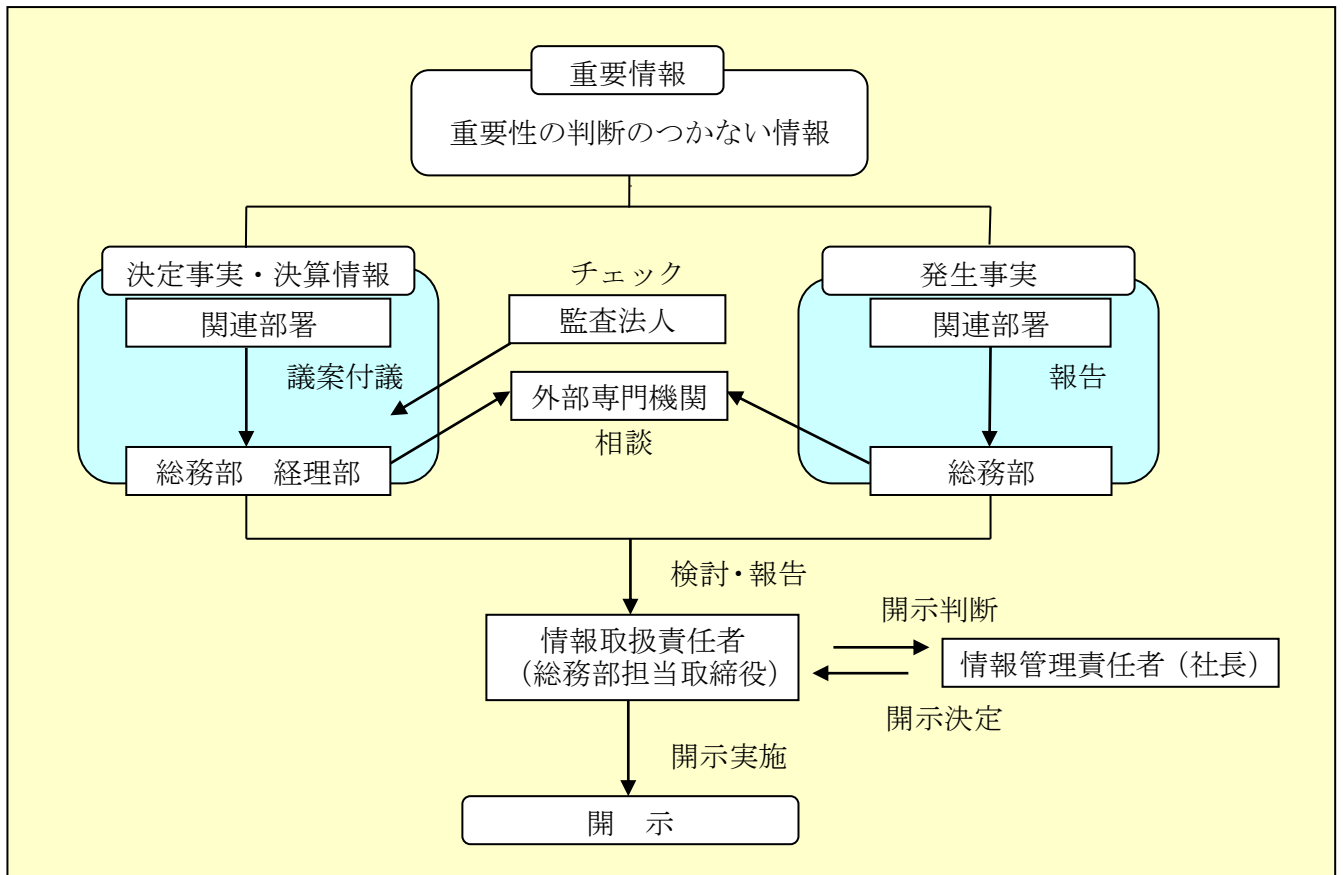 重要情報
重要性の判断のつかない情報
決定事実・決算情報
関連部署
議案付議
総務部　経理部
チェック
監査法人
外部専門機関
相談
発生事実
関連部署
報告
総務部
検討・報告
情報取扱責任者
（総務部担当取締役）
開示判断
情報管理責任者（社長）
開示決定
開示実施
開　示